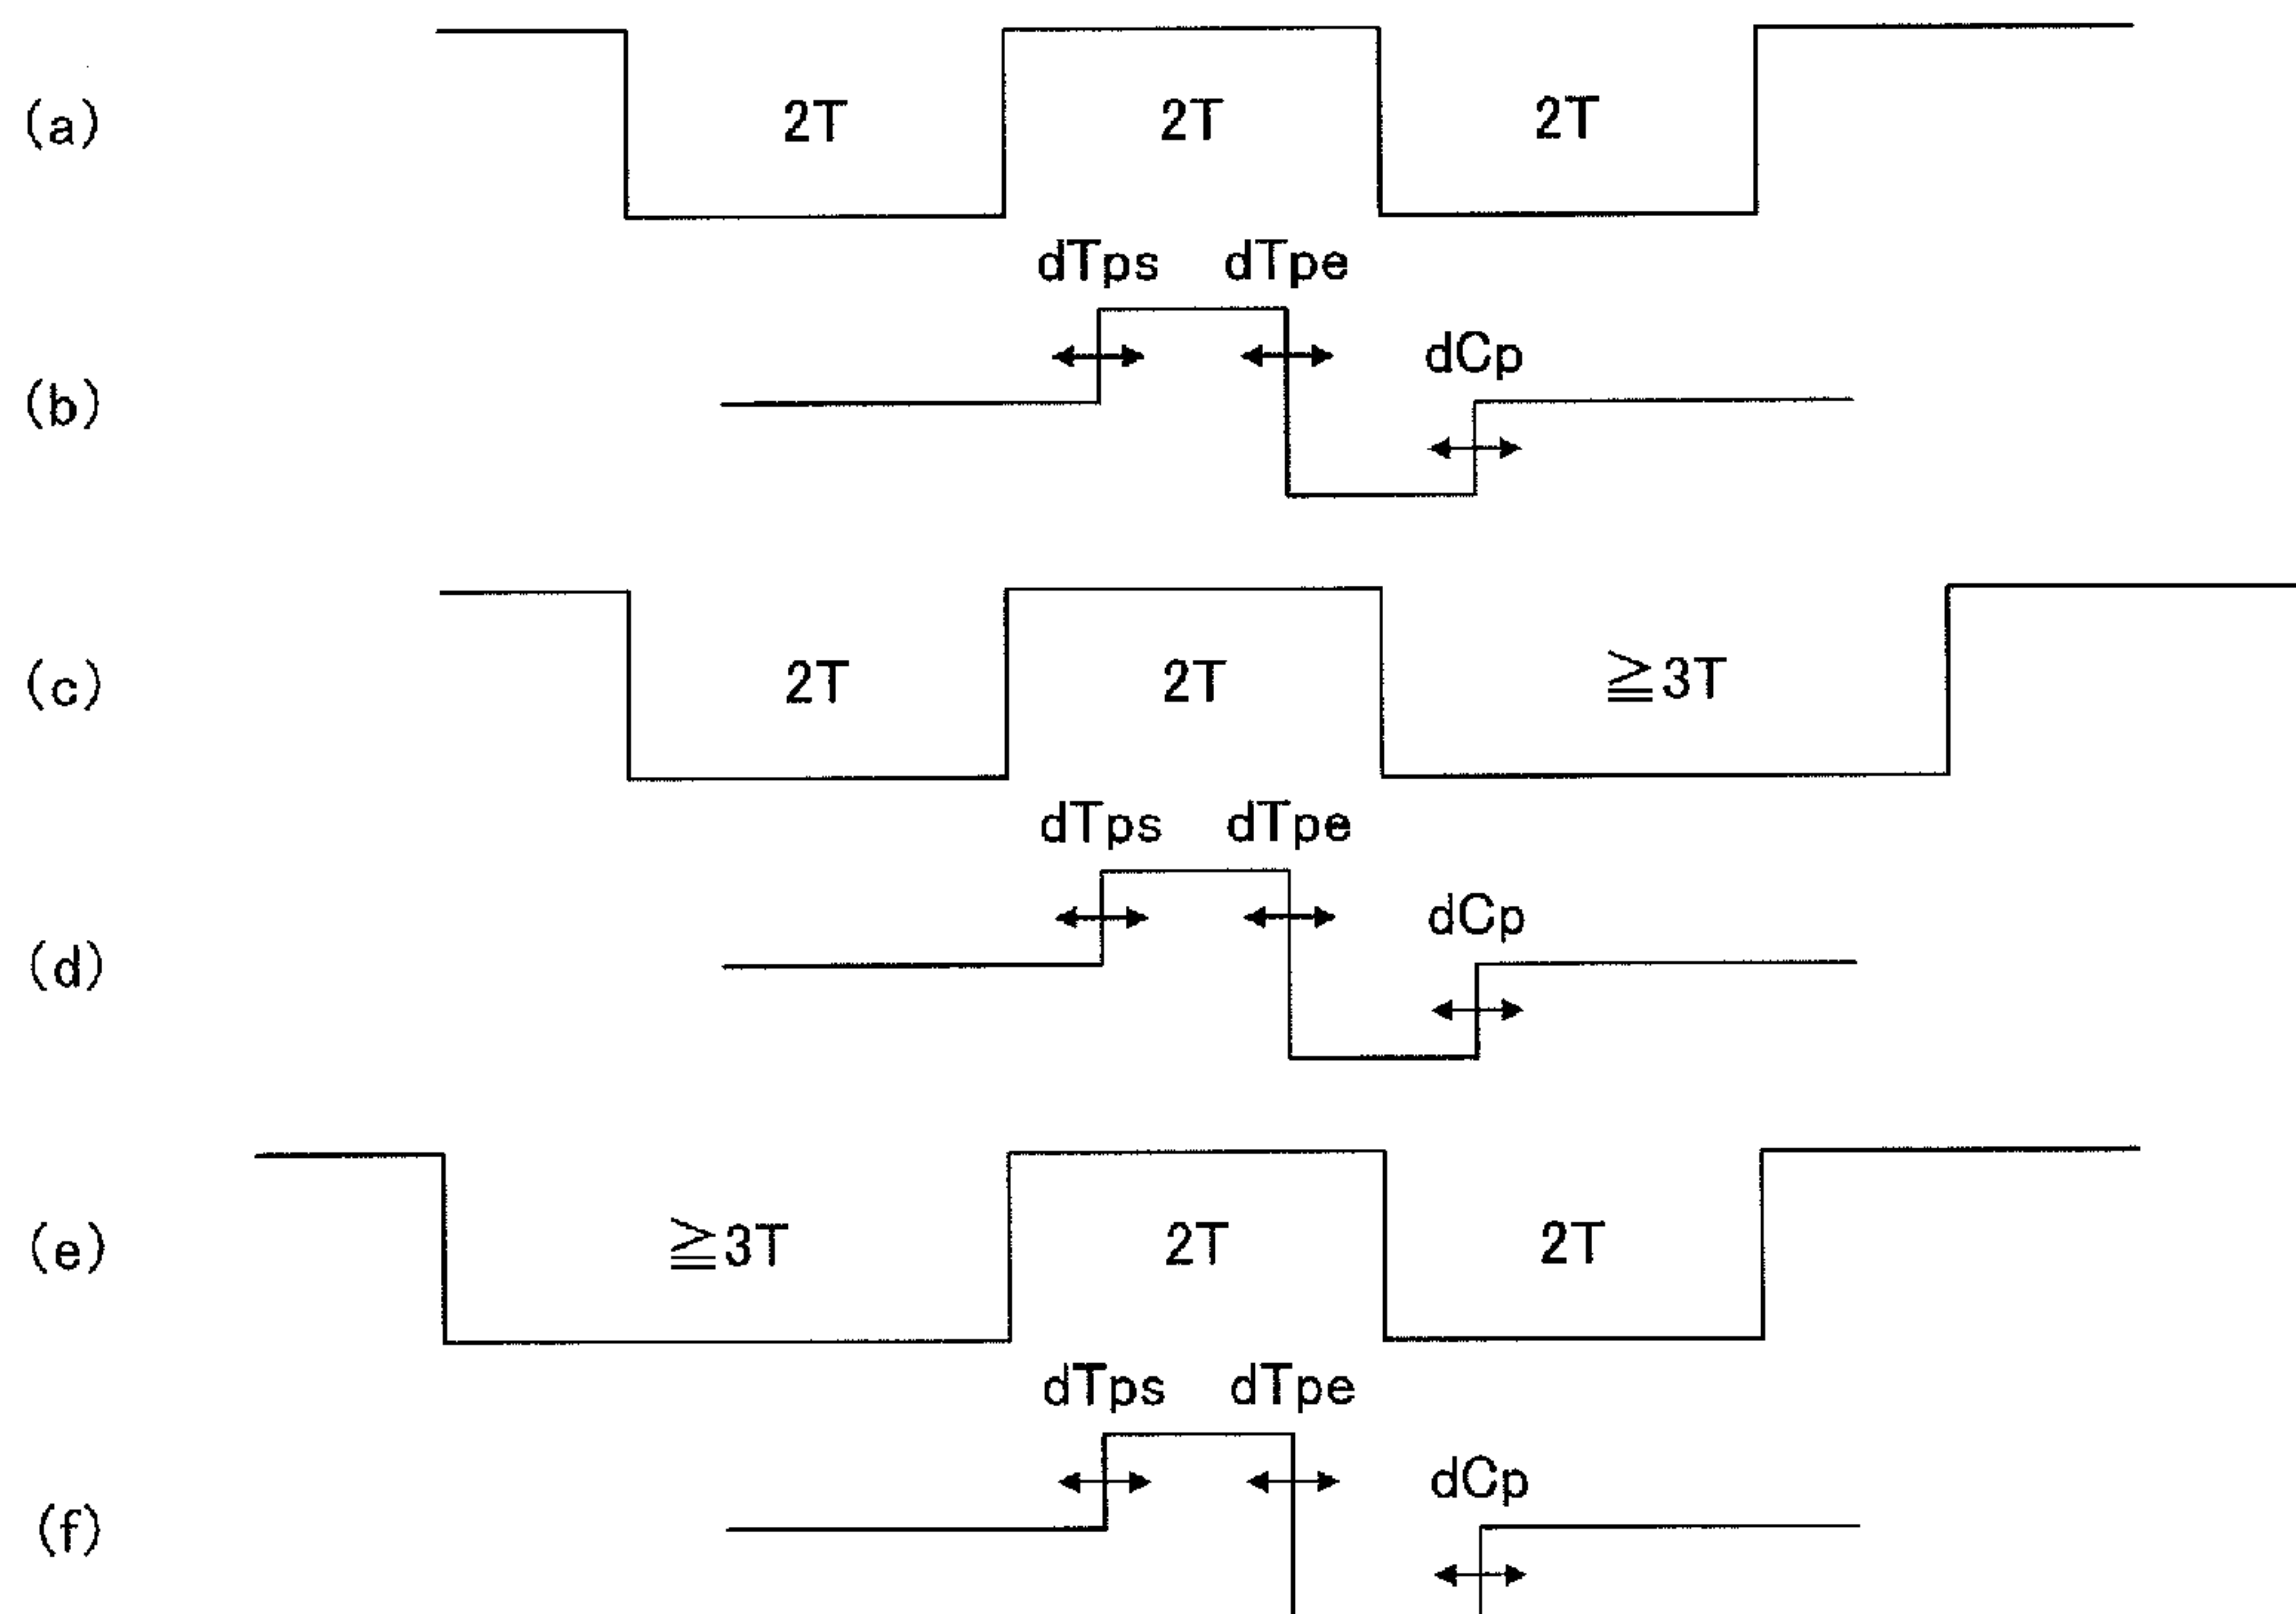 (a) 2T 2T 2T
dTps dTpe
(b) dCp
(c) 2T 2T ≧3T
dTps dTpe
(d) dCp
(e) ≧3T 2T 2T
dTps dTpe
(f) dCp